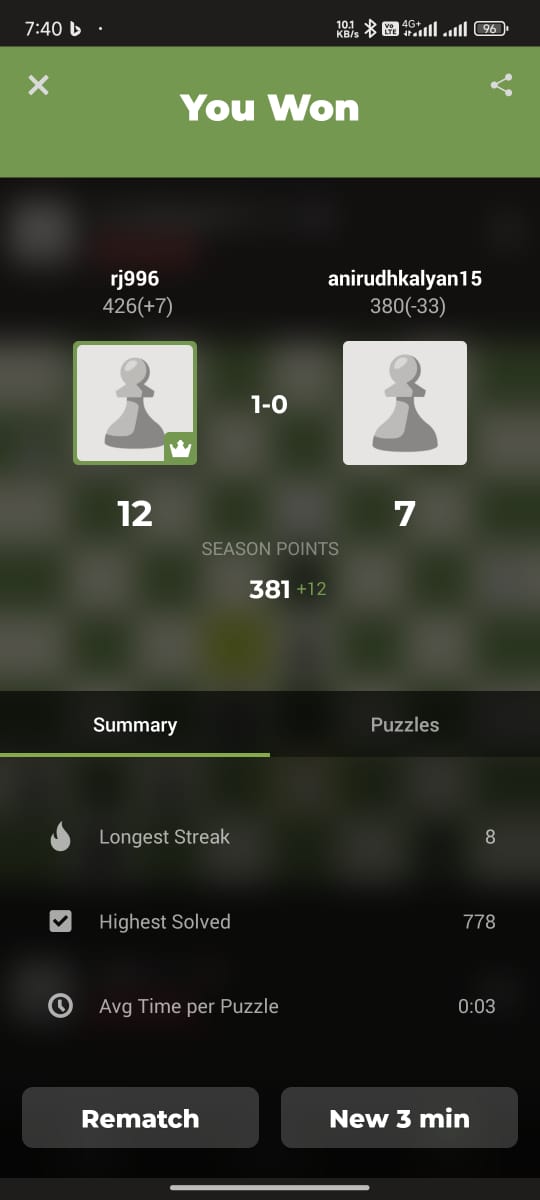 7:40
10.1
KB/s
Vo
LTE
4G+
96
You Won
rj996
anirudhkalyan15
426(+7)
380(-33)
1-0
12
7
SEASON POINTS
381 +12
Summary
Puzzles
Longest Streak
8
Highest Solved
778
Avg Time per Puzzle
0:03
Rematch
New 3 min